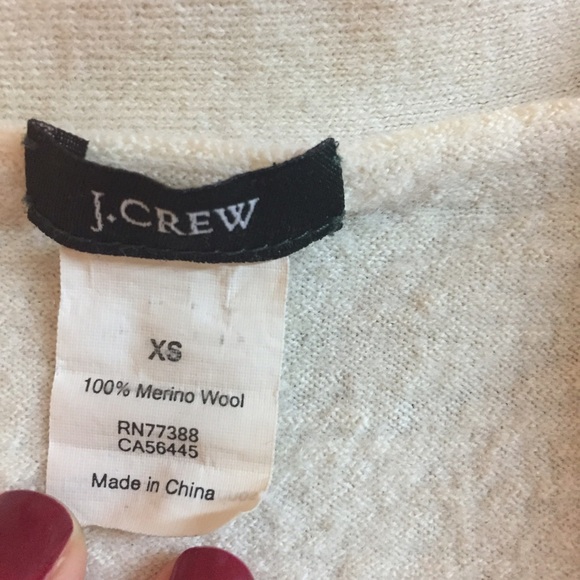 J.CREW
XS
100% Merino Wool
RN77388
CA56445
Made in China